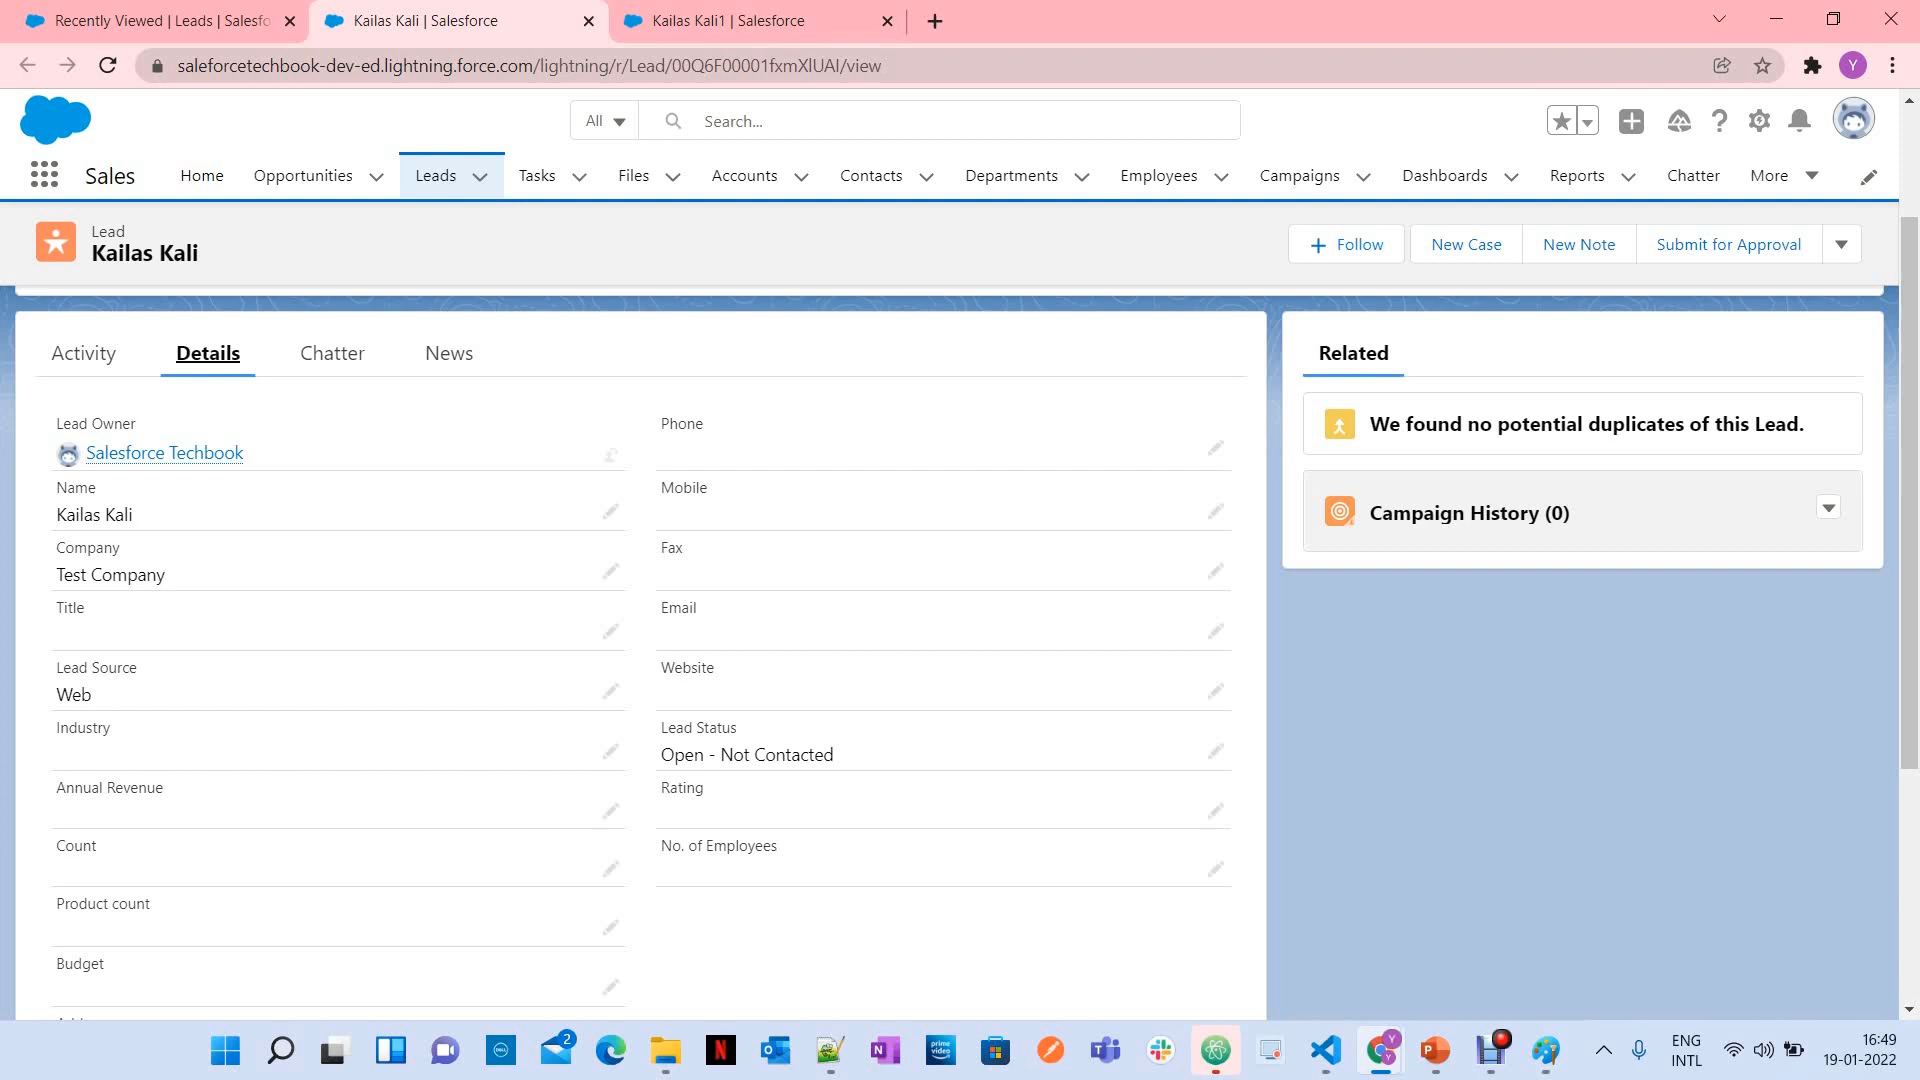 Recently Viewed | Leads | Salesfo
Kailas Kali | Salesforce
Kailas Kali1 | Salesforce
saleforcetechbook-dev-ed.lightning.force.com/lightning/r/Lead/00Q6F00001fxmXlUAI/view
Y
All
Search...
Sales
Home
Opportunities
Leads
Tasks
Files
Accounts
Contacts
Departments
Employees
Campaigns
Dashboards
Reports
Chatter
More
Lead
Kailas Kali
Follow
New Case
New Note
Submit for Approval
Activity
Details
Chatter
News
Related
We found no potential duplicates of this Lead.
Campaign History (0)
Lead Owner
Salesforce Techbook
Phone
Name
Kailas Kali
Mobile
Company
Test Company
Fax
Title
Email
Lead Source
Web
Website
Industry
Lead Status
Open - Not Contacted
Annual Revenue
Rating
Count
No. of Employees
Product count
Budget
2
prime video
ENG
INTL
16:49
19-01-2022